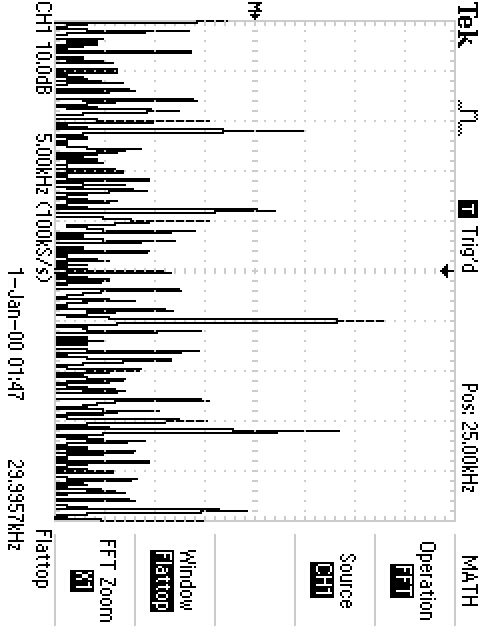 Tek
T Trig'd
Pos: 25.00kHz
MATH
Operation
FFT
Source
CH1
Window
Flattop
FFT Zoom
X1
M
CH1 10.0dB
5.00kHz (100kS/s)
Flattop
1-Jan-00 01:47
29.9957kHz